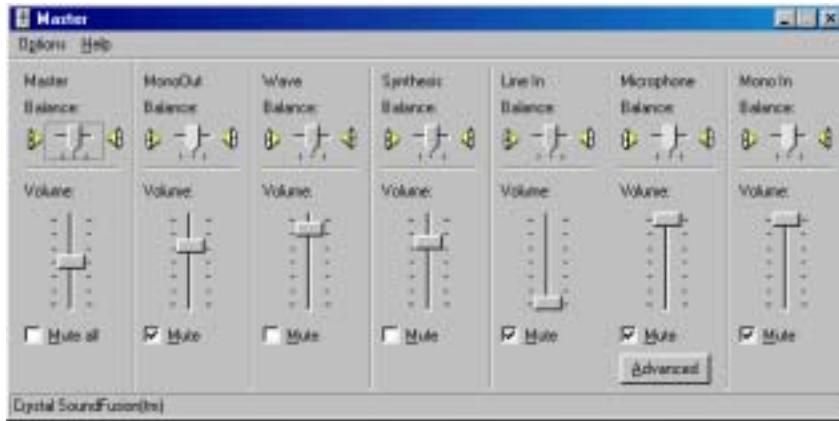 Master
Options Help
Master MonoOut Wave Synthesis Line In Microphone Mono In
Balance: Balance: Balance: Balance: Balance: Balance: Balance:
Volume: Volume: Volume: Volume: Volume: Volume: Volume:
Mute all Mute Mute Mute Mute Mute Mute
Advanced
Crystal SoundFusion(tm)